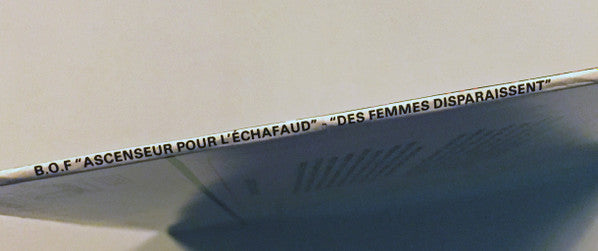 B.O.F “ASCENSEUR POUR L'ÉCHAFAUD” - “DES FEMMES DISPARAISSENT”